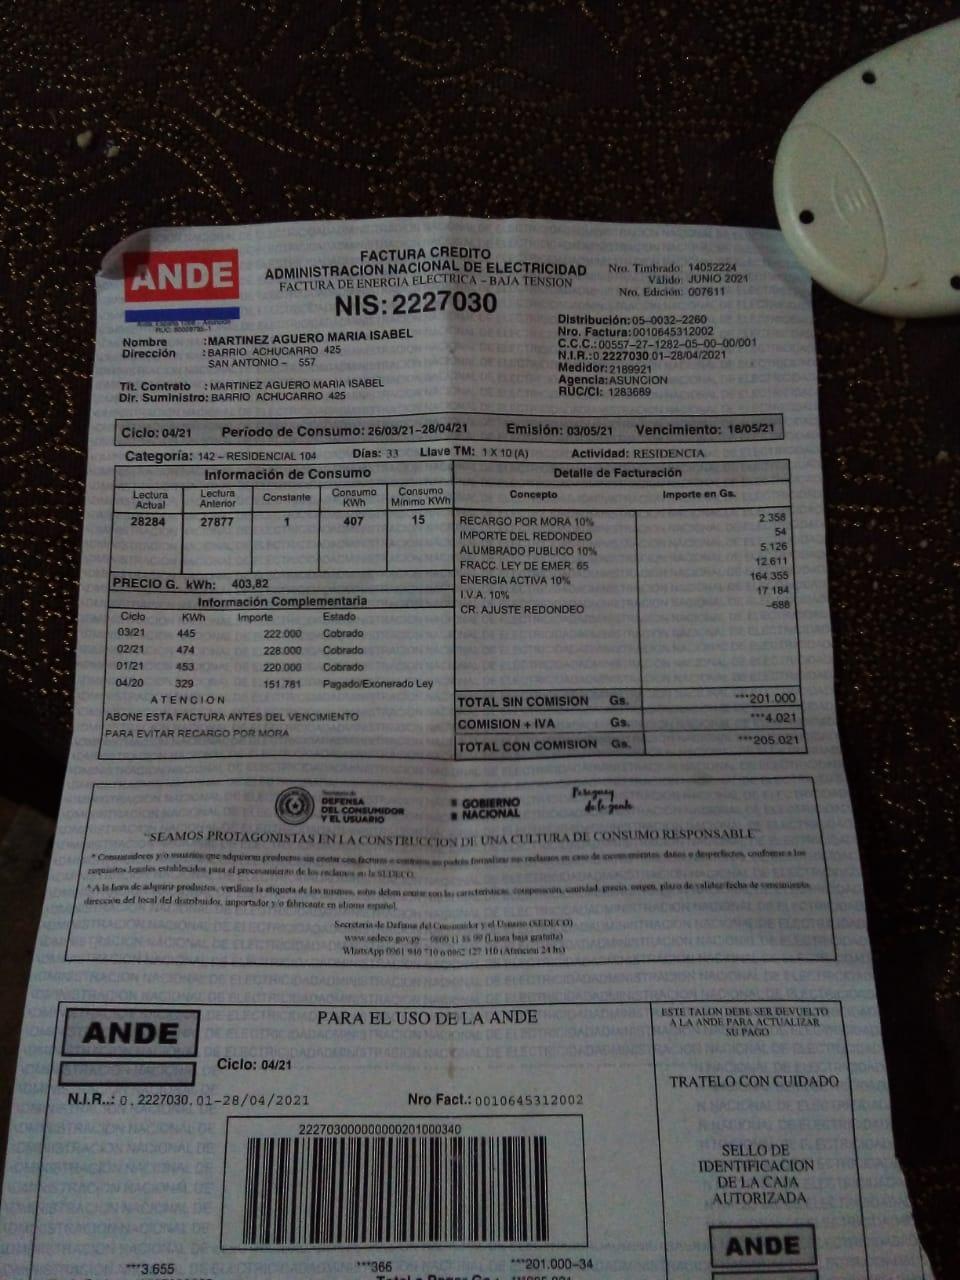 ANDE
FACTURA CREDITO
ADMINISTRACION NACIONAL DE ELECTRICIDAD
FACTURA DE ENERGIA ELECTRICA - BAJA TENSION
NIS: 2227030
Nro. Timbrado: 14052224
Válido: JUNIO 2021
Nro. Edición: 007611
Nombre : MARTINEZ AGUERO MARIA ISABEL
Dirección : BARRIO ACHUCARRO 425
SAN ANTONIO - 557
Tit. Contrato : MARTINEZ AGUERO MARIA ISABEL
Dir. Suministro: BARRIO ACHUCARRO 425
Distribución: 05-0032-2260
Nro. Factura: 0010645312002
C.C.C.: 00557-27-1282-05-00-00/001
N.I.R.: 0 2227030 01-28/04/2021
Medidor: 2189921
Agencia: ASUNCION
RUC/CI: 1283689
Ciclo: 04/21 Período de Consumo: 26/03/21-28/04/21 Emisión: 03/05/21 Vencimiento: 18/05/21
Categoría: 142 - RESIDENCIAL 104 Días: 33 Llave TM: 1 X 10 (A) Actividad: RESIDENCIA
Información de Consumo
Lectura Actual Lectura Anterior Constante Consumo KWh Consumo Mínimo KWh
28284 27877 1 407 15
PRECIO G. kWh: 403,82
Información Complementaria
Ciclo KWh Importe Estado
03/21 445 222.000 Cobrado
02/21 474 228.000 Cobrado
01/21 453 220.000 Cobrado
04/20 329 151.781 Pagado/Exonerado Ley
ATENCION
ABONE ESTA FACTURA ANTES DEL VENCIMIENTO
PARA EVITAR RECARGO POR MORA
Detalle de Facturación
Concepto Importe en Gs.
RECARGO POR MORA 10% 2.358
IMPORTE DEL REDONDEO 54
ALUMBRADO PUBLICO 10% 5.126
FRACC. LEY DE EMER. 65 12.611
ENERGIA ACTIVA 10% 164.355
I.V.A. 10% 17.184
CR. AJUSTE REDONDEO -688
TOTAL SIN COMISION Gs. ***201.000
COMISION + IVA Gs. ***4.021
TOTAL CON COMISION Gs. ***205.021
Secretaría de
DEFENSA
DEL CONSUMIDOR
Y EL USUARIO
GOBIERNO
NACIONAL
Paraguay
de la gente
"SEAMOS PROTAGONISTAS EN LA CONSTRUCCION DE UNA CULTURA DE CONSUMO RESPONSABLE"
* Consumidores y/o usuarios que adquieran productos sin contar con facturas o contratos no podrán formalizar sus reclamos en caso de inconvenientes, daños o desperfectos, conforme a los
requisitos legales establecidos para el procesamiento de los reclamos en la SEDECO.
* A la hora de adquirir productos, verificar la etiqueta de los mismos, estos deben contar con las características, composición, cantidad, precio, origen, plazo de validez/fecha de vencimiento,
dirección del local del distribuidor, importador y/o fabricante en idioma español.
Secretaría de Defensa del Consumidor y el Usuario (SEDECO)
www.sedeco.gov.py - 0800 11 55 99 (Línea baja gratuita)
ANDE
PARA EL USO DE LA ANDE
Ciclo: 04/21
N.I.R..: 0. 2227030. 01-28/04/2021 Nro Fact.: 0010645312002
2227030000000000201000340
ESTE TALON DEBE SER DEVUELTO
A LA ANDE PARA ACTUALIZAR
SU PAGO
TRATELO CON CUIDADO
SELLO DE
IDENTIFICACION
DE LA CAJA
AUTORIZADA
ANDE
***3.655 ***366 ***201.000-34